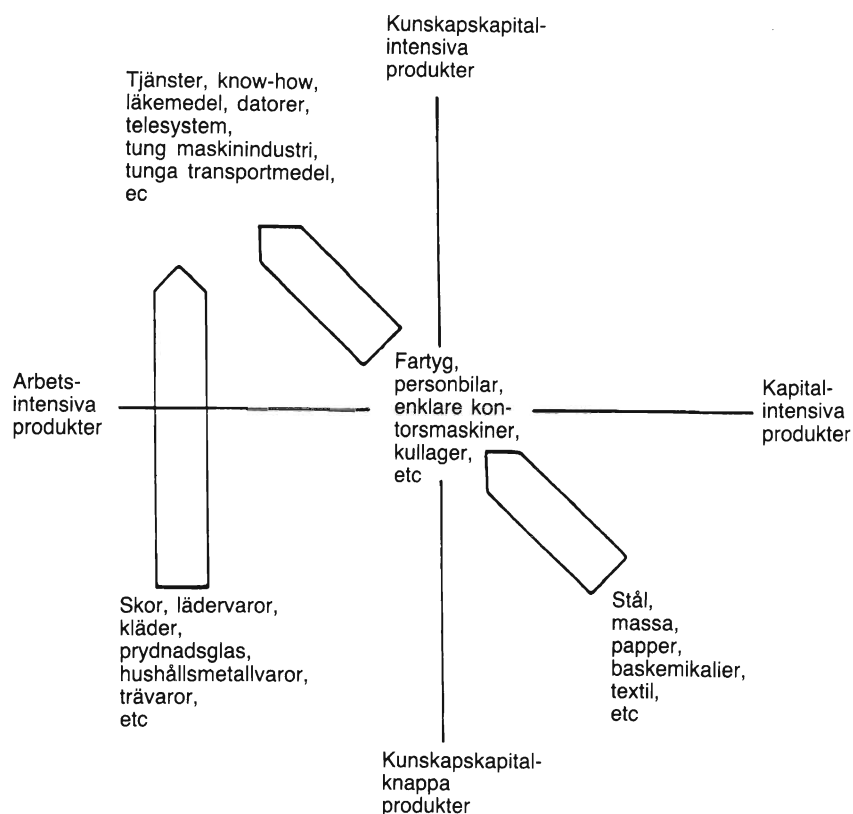 Kunskapskapital-
intensiva
produkter
Tjänster, know-how,
läkemedel, datorer,
telesystem,
tung maskinindustri,
tunga transportmedel,
ec
Arbets-
intensiva
produkter
Fartyg,
personbilar,
enklare kon-
torsmaskiner,
kullager,
etc
Kapital-
intensiva
produkter
Skor, lädervaror,
kläder,
prydnadsglas,
hushållsmetallvaror,
trävaror,
etc
Stål,
massa,
papper,
baskemikalier,
textil,
etc
Kunskapskapital-
knappa
produkter